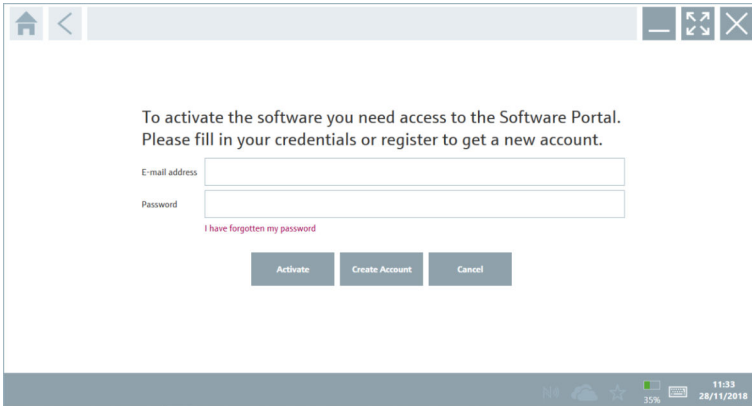 To activate the software you need access to the Software Portal.
Please fill in your credentials or register to get a new account.
E-mail address
Password
I have forgotten my password
Activate
Create Account
Cancel
35%
11:33
28/11/2018